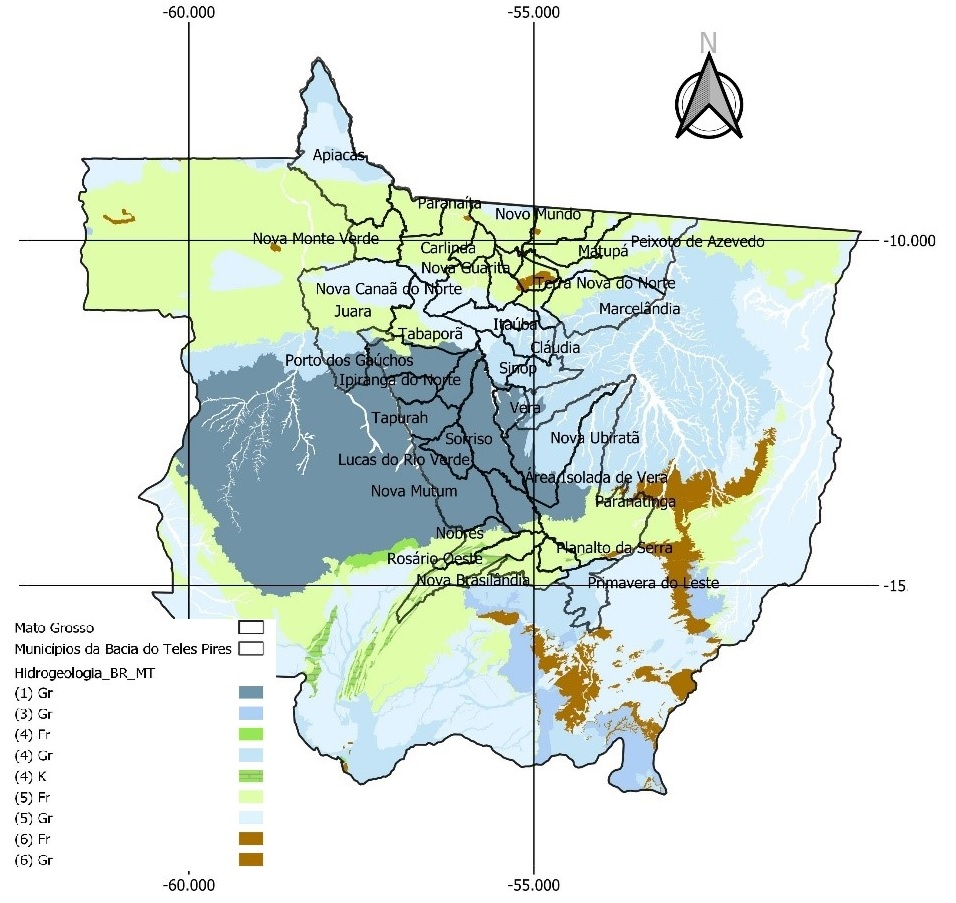 -60.000 -55.000
N
Apiacás
Paranaíta
Novo Mundo
Nova Monte Verde
Peixoto de Azevedo
-10.000
Carlinda
Matupá
Nova Guarita
Terra Nova do Norte
Nova Canaã do Norte
Marcelândia
Juara
Itaúba
Tabaporã
Cláudia
Porto dos Gaúchos
Sinop
Ipiranga do Norte
Vera
Tapurah
Sorriso
Nova Ubiratã
Lucas do Rio Verde
Área Isolada de Vera
Nova Mutum
Paranatinga
Nobres
Planalto da Serra
Rosário Oeste
Nova Brasilândia
Primavera do Leste
-15.
Mato Grosso
Municípios da Bacia do Teles Pires
Hidrogeologia_BR_MT
(1) Gr
(3) Gr
(4) Fr
(4) Gr
(4) K
(5) Fr
(5) Gr
(6) Fr
(6) Gr
-60.000 -55.000